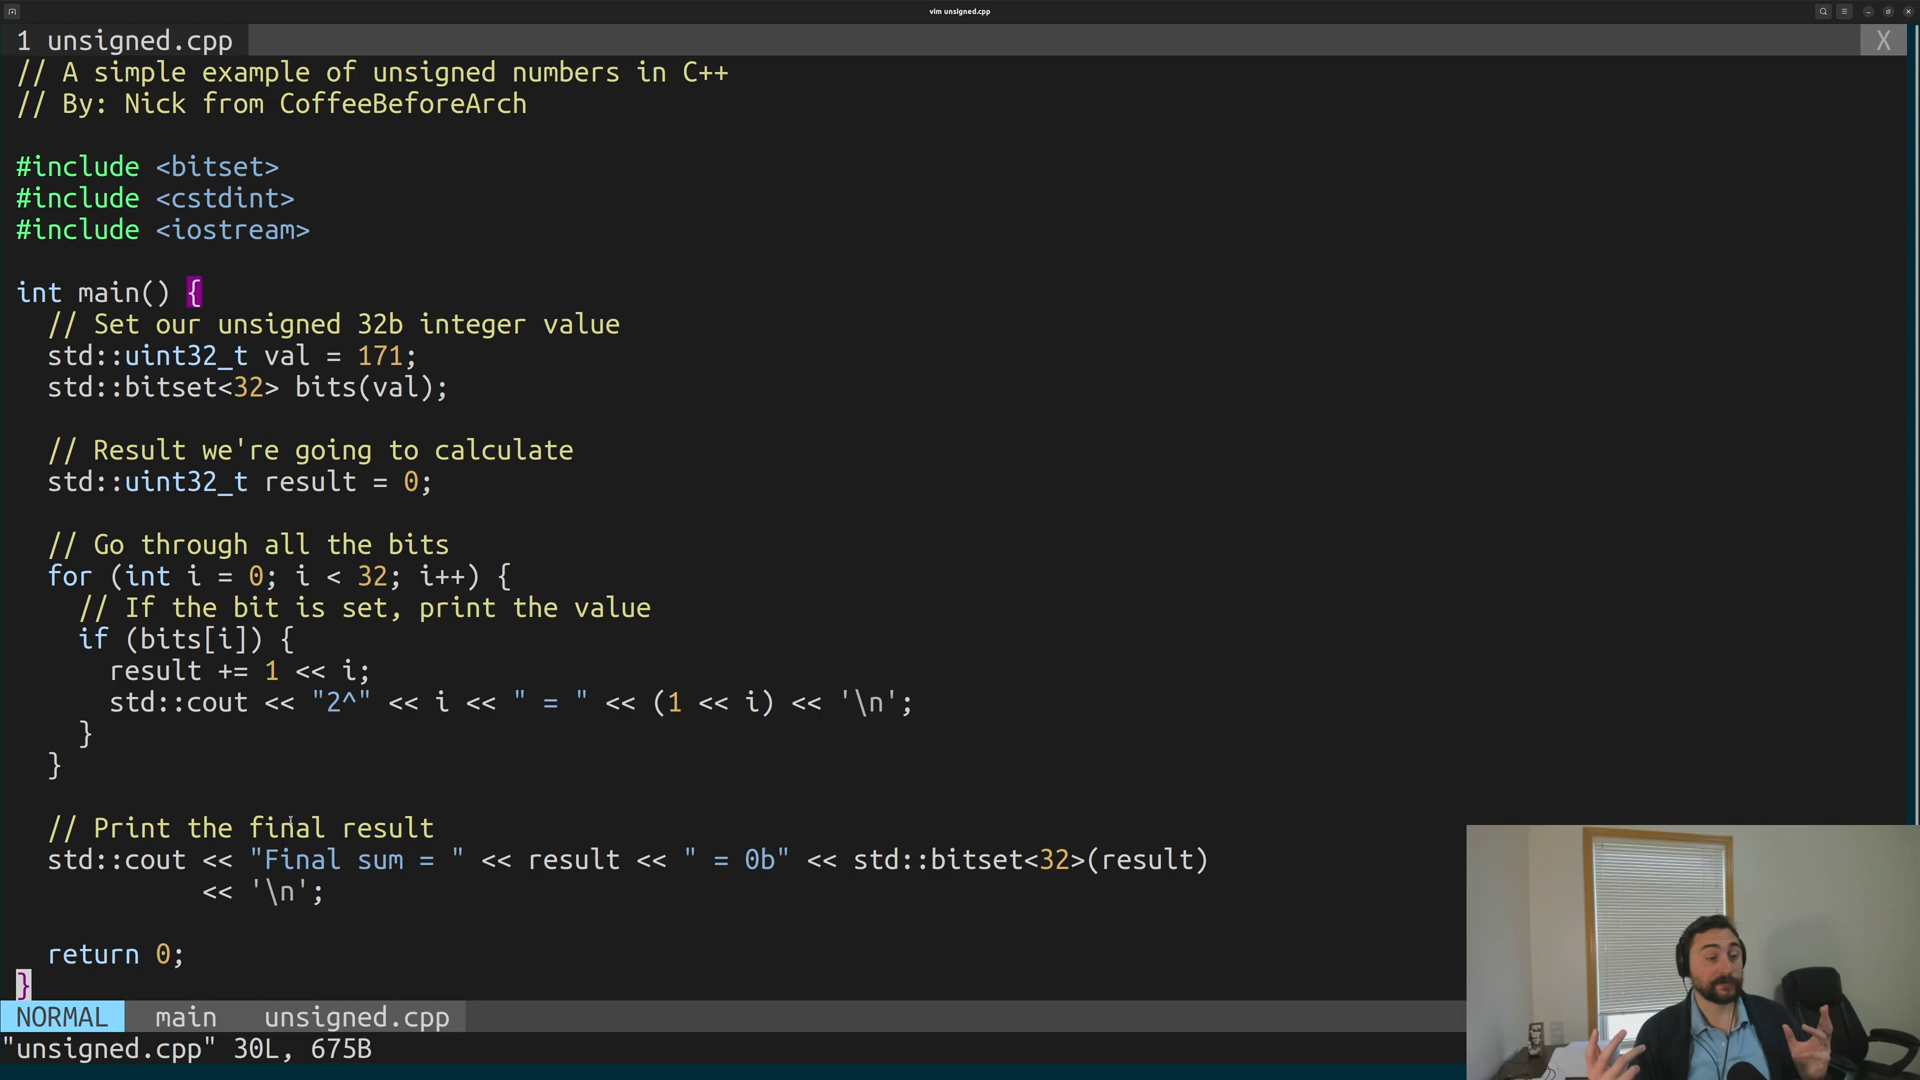 vim unsigned.cpp
1 unsigned.cpp X
// A simple example of unsigned numbers in C++
// By: Nick from CoffeeBeforeArch
#include <bitset>
#include <cstdint>
#include <iostream>
int main() {
  // Set our unsigned 32b integer value
  std::uint32_t val = 171;
  std::bitset<32> bits(val);
  // Result we're going to calculate
  std::uint32_t result = 0;
  // Go through all the bits
  for (int i = 0; i < 32; i++) {
    // If the bit is set, print the value
    if (bits[i]) {
      result += 1 << i;
      std::cout << "2^" << i << " = " << (1 << i) << '\n';
    }
  }
  // Print the final result
  std::cout << "Final sum = " << result << " = 0b" << std::bitset<32>(result)
            << '\n';
  return 0;
}
NORMAL main unsigned.cpp
"unsigned.cpp" 30L, 675B